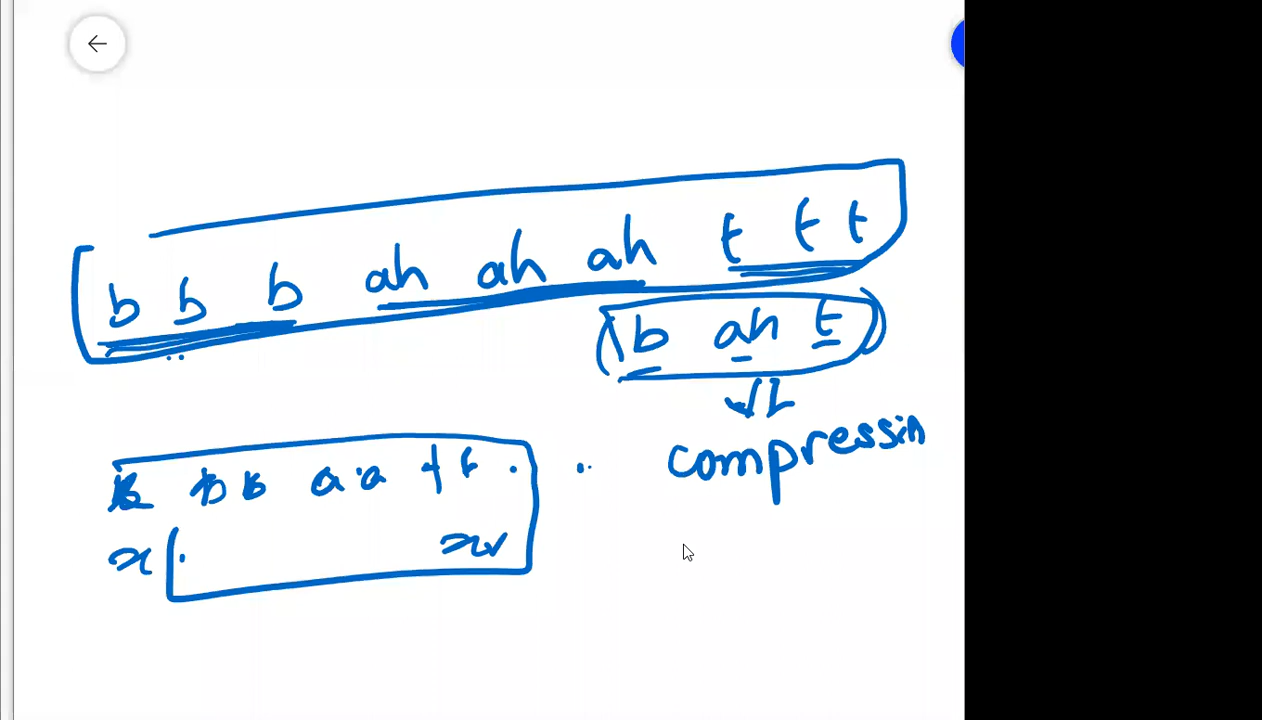 b b b ah ah ah t t t
b ah t
compressin
b b a a t t
x x